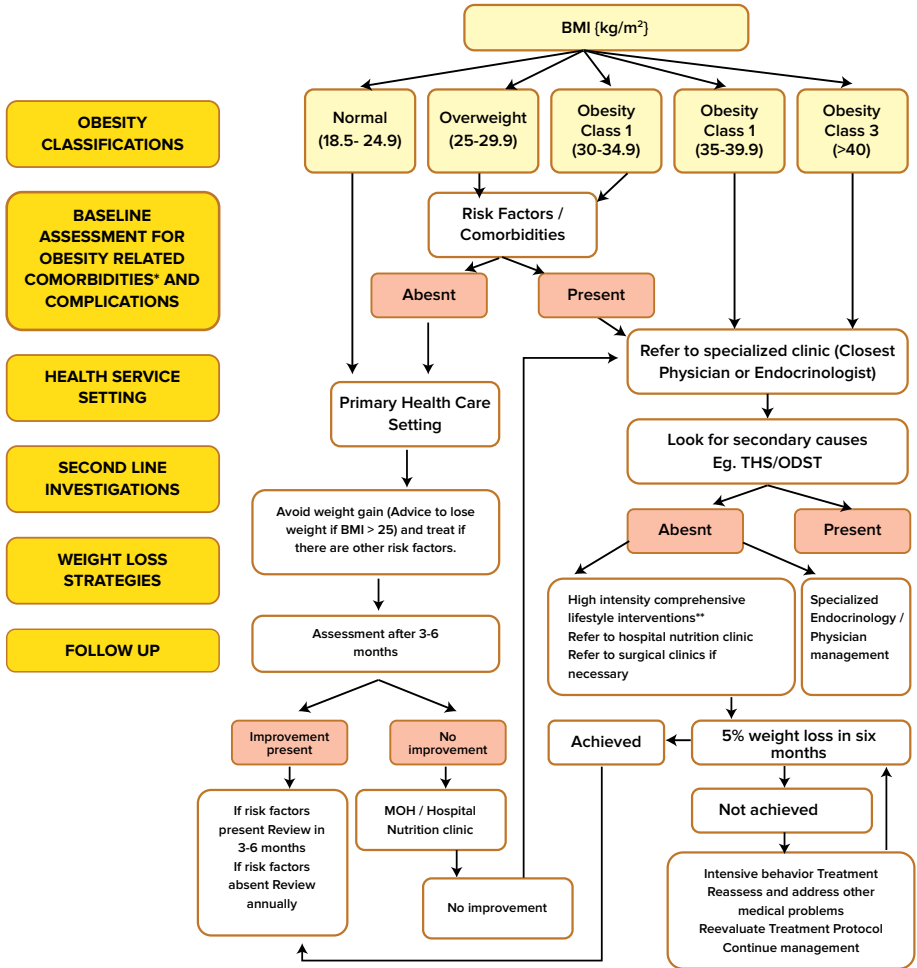 BMI {kg/m²}
Normal
(18.5- 24.9)
Overweight
(25-29.9)
Obesity
Class 1
(30-34.9)
Obesity
Class 1
(35-39.9)
Obesity
Class 3
(>40)
OBESITY
CLASSIFICATIONS
BASELINE
ASSESSMENT FOR
OBESITY RELATED
COMORBIDITIES* AND
COMPLICATIONS
HEALTH SERVICE
SETTING
SECOND LINE
INVESTIGATIONS
WEIGHT LOSS
STRATEGIES
FOLLOW UP
Risk Factors /
Comorbidities
Abesnt
Present
Primary Health Care
Setting
Refer to specialized clinic (Closest
Physician or Endocrinologist)
Look for secondary causes
Eg. THS/ODST
Avoid weight gain (Advice to lose
weight if BMI > 25) and treat if
there are other risk factors.
Abesnt
Present
Assessment after 3-6
months
High intensity comprehensive
lifestyle interventions**
Refer to hospital nutrition clinic
Refer to surgical clinics if
necessary
Specialized
Endocrinology /
Physician
management
Improvement
present
No
improvement
Achieved
5% weight loss in six
months
If risk factors
present Review in
3-6 months
If risk factors
absent Review
annually
MOH / Hospital
Nutrition clinic
No improvement
Not achieved
Intensive behavior Treatment
Reassess and address other
medical problems
Reevaluate Treatment Protocol
Continue management